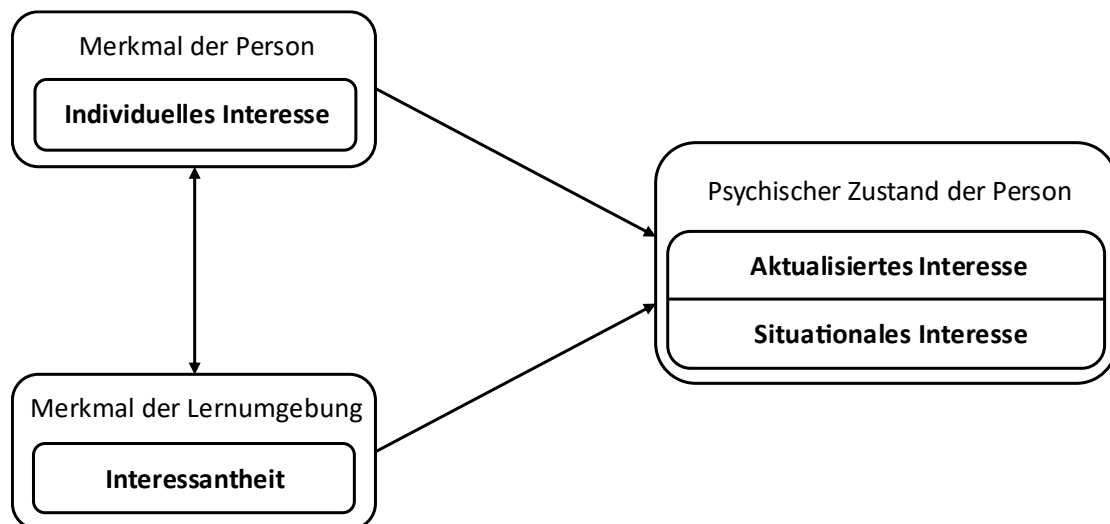 Merkmal der Person
Individuelles Interesse
Psychischer Zustand der Person
Aktualisiertes Interesse
Situationales Interesse
Merkmal der Lernumgebung
Interessantheit